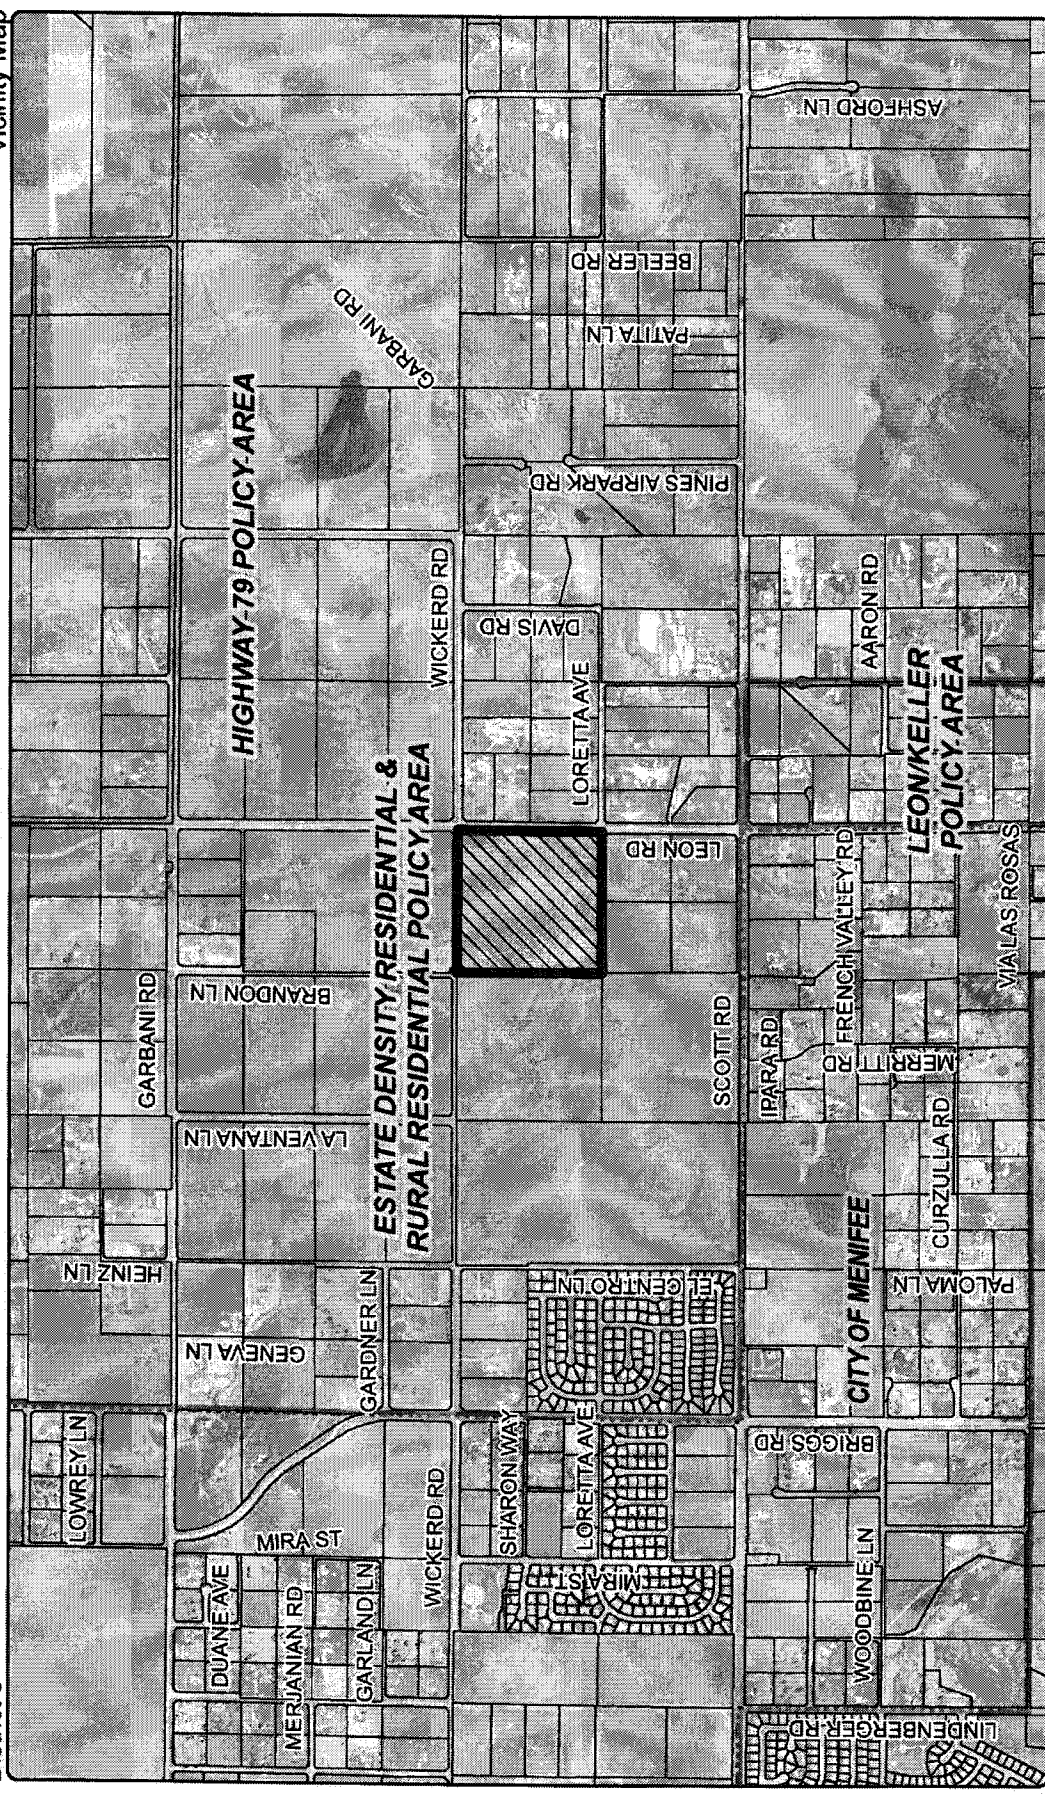 Vicinity Map
LOWREY LN
HEINZ LN
GARBANI RD
DUANE AVE
MERJANIAN RD
GARLAND LN
MIRA ST
GENEVA LN
GARDNER LN
LA VENTANA LN
BRANDON LN
HIGHWAY 79 POLICY AREA
GARBANI RD
ESTATE DENSITY RESIDENTIAL &
RURAL RESIDENTIAL POLICY AREA
WICKERD RD
WICKERD RD
SHARON WAY
LORETTA AVE
MIRA ST
EL CENTRO LN
LEON RD
LORETTA AVE
DAVIS RD
PINES AIRPARK RD
PATITA LN
BEELER RD
SCOTT RD
LINDENBERGER RD
WOODBINE LN
BRIGGS RD
CITY OF MENIFEE
PALOMA LN
CURZULLA RD
IPARA RD
MERRITT RD
FRENCH VALLEY RD
VIA LAS ROSAS
LEON/KELLER
POLICY AREA
AARON RD
ASHFORD LN